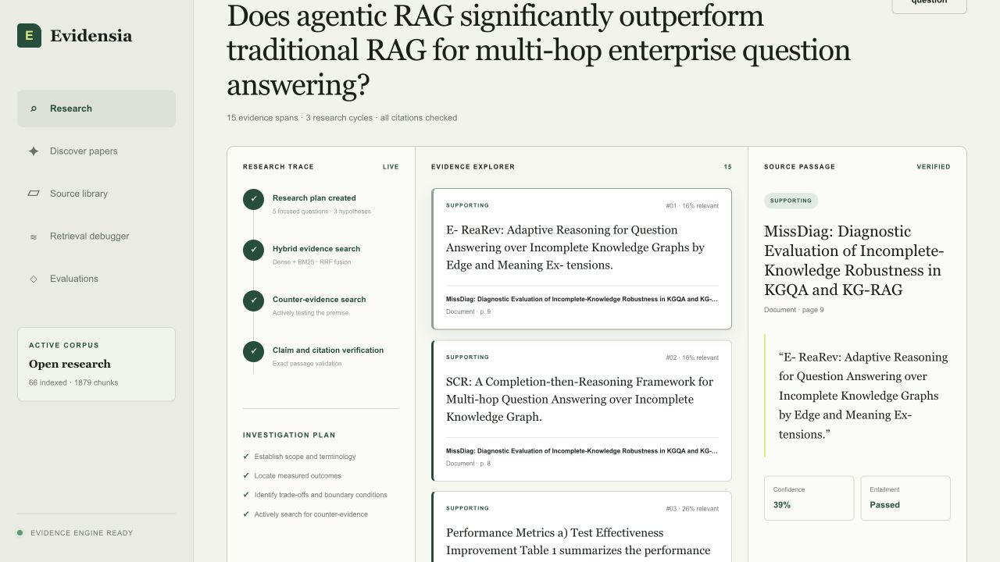 E
Evidensia
Research
Discover papers
Source library
Retrieval debugger
Evaluations
ACTIVE CORPUS
Open research
66 indexed · 1879 chunks
EVIDENCE ENGINE READY
question
Does agentic RAG significantly outperform
traditional RAG for multi-hop enterprise question
answering?
15 evidence spans · 3 research cycles · all citations checked
RESEARCH TRACE
LIVE
Research plan created
5 focused questions · 3 hypotheses
Hybrid evidence search
Dense + BM25 · RRF fusion
Counter-evidence search
Actively testing the premise
Claim and citation verification
Exact passage validation
INVESTIGATION PLAN
✓ Establish scope and terminology
✓ Locate measured outcomes
✓ Identify trade-offs and boundary conditions
✓ Actively search for counter-evidence
EVIDENCE EXPLORER
15
SUPPORTING
#01 · 16% relevant
E- ReaRev: Adaptive Reasoning for Question
Answering over Incomplete Knowledge Graphs by
Edge and Meaning Ex- tensions.
MissDiag: Diagnostic Evaluation of Incomplete-Knowledge Robustness in KGQA and KG-...
Document · p. 9
SUPPORTING
#02 · 16% relevant
SCR: A Completion-then-Reasoning Framework for
Multi-hop Question Answering over Incomplete
Knowledge Graph.
MissDiag: Diagnostic Evaluation of Incomplete-Knowledge Robustness in KGQA and KG-...
Document · p. 8
SUPPORTING
#03 · 26% relevant
Performance Metrics a) Test Effectiveness
Improvement Table 1 summarizes the performance
SOURCE PASSAGE
VERIFIED
SUPPORTING
MissDiag: Diagnostic
Evaluation of Incomplete-
Knowledge Robustness in
KGQA and KG-RAG
Document · page 9
“E- ReaRev: Adaptive Reasoning
for Question Answering over
Incomplete Knowledge Graphs
by Edge and Meaning Ex-
tensions.”
Confidence
39%
Entailment
Passed